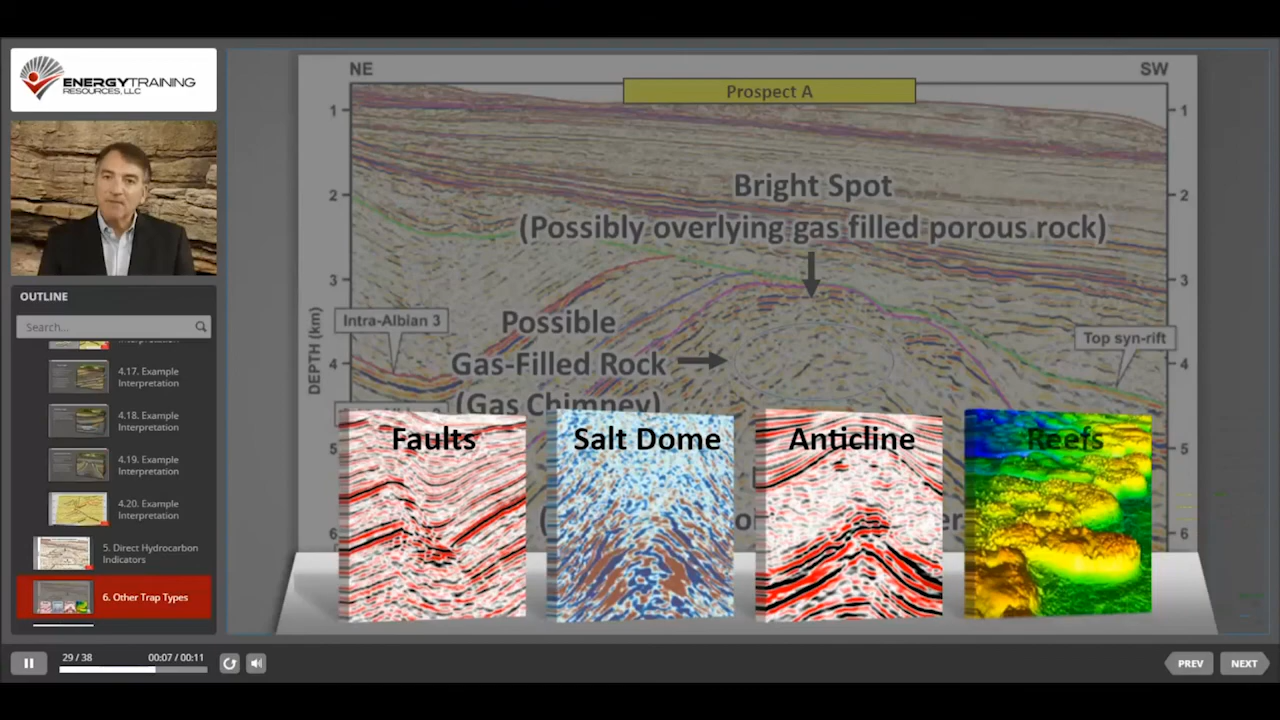 ENERGYTRAINING
RESOURCES, LLC
OUTLINE
Search...
Interpretation
4.17. Example
Interpretation
4.18. Example
Interpretation
4.19. Example
Interpretation
4.20. Example
Interpretation
5. Direct Hydrocarbon
Indicators
6. Other Trap Types
NE
SW
Prospect A
1
1
Bright Spot
2
2
(Possibly overlying gas filled porous rock)
3
3
Intra-Albian 3
Possible
Top syn-rift
DEPTH (km)
4
4
Gas-Filled Rock
(Gas Chimney)
Faults
Salt Dome
Anticline
Reefs
5
5
6
6
29 / 38
00:07 / 00:11
PREV
NEXT